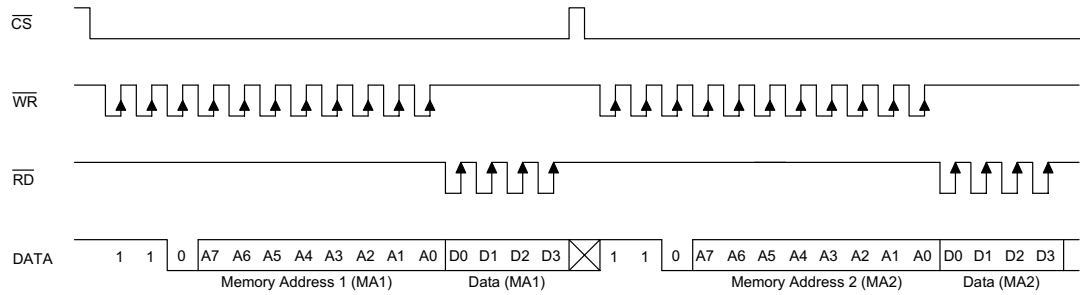 CS
WR
RD
DATA 1 1 0 A7 A6 A5 A4 A3 A2 A1 A0 D0 D1 D2 D3 1 1 0 A7 A6 A5 A4 A3 A2 A1 A0 D0 D1 D2 D3
Memory Address 1 (MA1) Data (MA1) Memory Address 2 (MA2) Data (MA2)